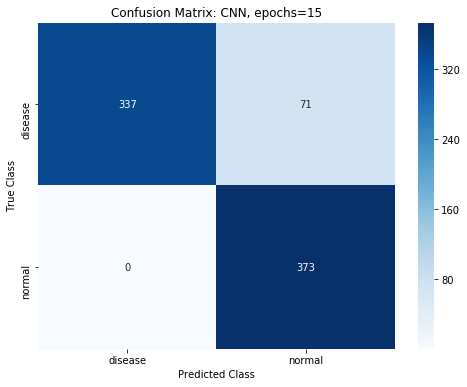 Confusion Matrix: CNN, epochs=15
True Class
disease
337
71
normal
0
373
disease
normal
Predicted Class
320
240
160
80